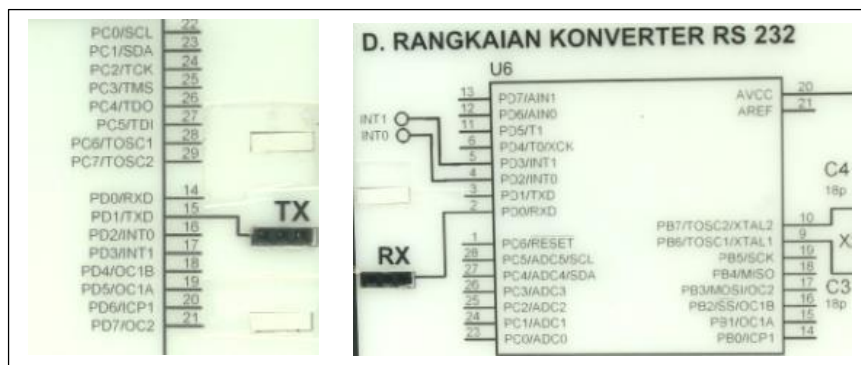 22
PC0/SCL
23
PC1/SDA
24
PC2/TCK
25
PC3/TMS
26
PC4/TDO
27
PC5/TDI
28
PC6/TOSC1
29
PC7/TOSC2
14
PD0/RXD
15
PD1/TXD
16
PD2/INT0
17
PD3/INT1
18
PD4/OC1B
19
PD5/OC1A
20
PD6/ICP1
21
PD7/OC2
TX
D. RANGKAIAN KONVERTER RS 232
U6
13 PD7/AIN1
12 PD6/AIN0
11 PD5/T1
6 PD4/T0/XCK
5 PD3/INT1
4 PD2/INT0
3 PD1/TXD
2 PD0/RXD
INT1
INT0
RX
1 PC6/RESET
28 PC5/ADC5/SCL
27 PC4/ADC4/SDA
26 PC3/ADC3
25 PC2/ADC2
24 PC1/ADC1
23 PC0/ADC0
AVCC 20
AREF 21
PB7/TOSC2/XTAL2 10
PB6/TOSC1/XTAL1 9
PB5/SCK 19
PB4/MISO 18
PB3/MOSI/OC2 17
PB2/SS/OC1B 16
PB1/OC1A 15
PB0/ICP1 14
C4
18p
X
C3
18p